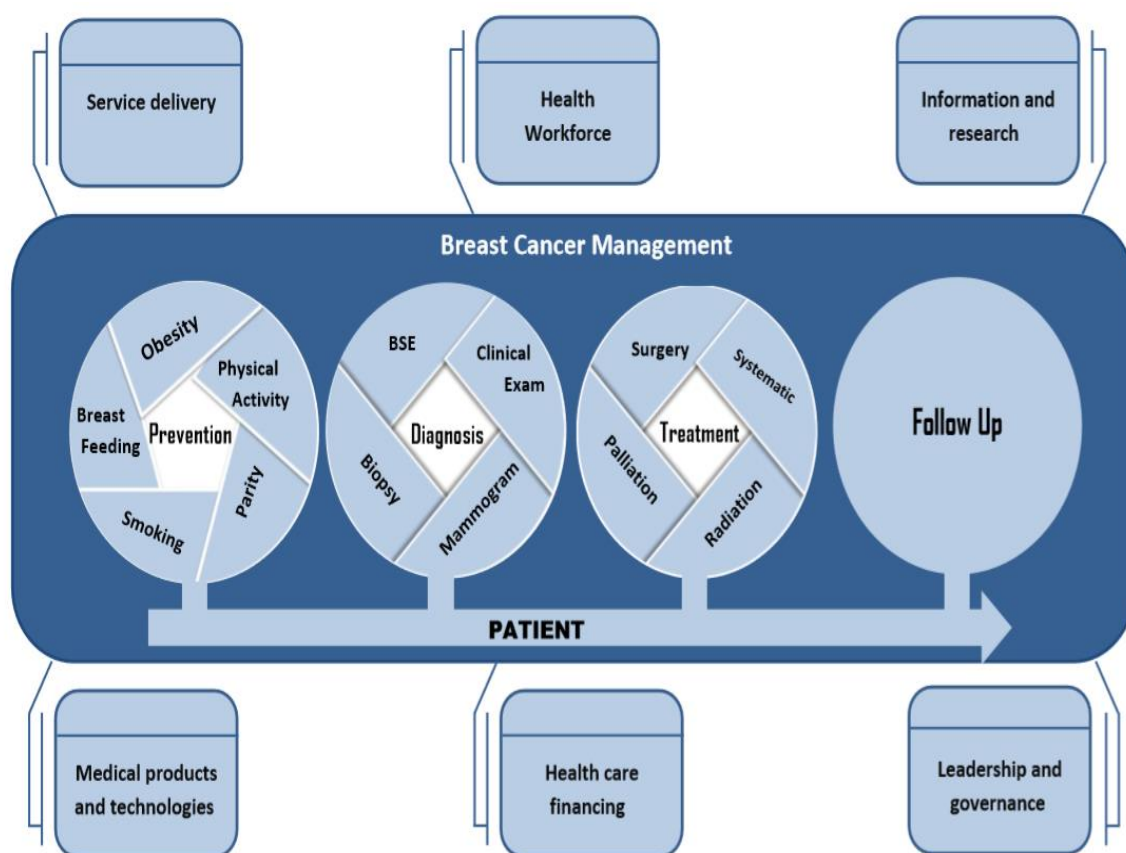 Service delivery
Health
Workforce
Information and
research
Breast Cancer Management
Obesity
Physical
Activity
Breast
Feeding
Prevention
Parity
Smoking
BSE
Clinical
Exam
Diagnosis
Biopsy
Mammogram
Surgery
Systematic
Treatment
Palliation
Radiation
Follow Up
PATIENT
Medical products
and technologies
Health care
financing
Leadership and
governance